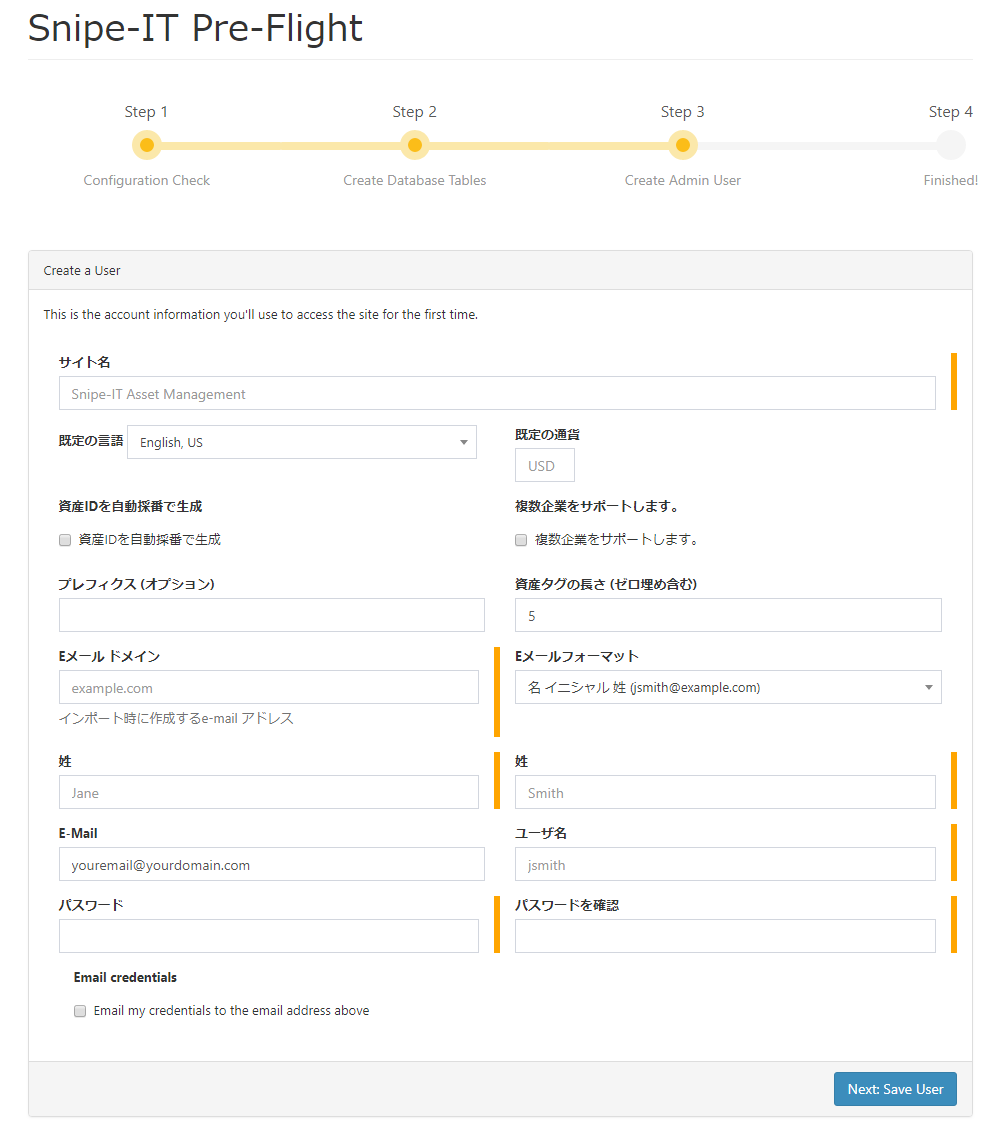 Snipe-IT Pre-Flight
Step 1
Step 2
Step 3
Step 4
Configuration Check
Create Database Tables
Create Admin User
Finished!
Create a User
This is the account information you'll use to access the site for the first time.
サイト名
Snipe-IT Asset Management
既定の言語
English, US
既定の通貨
USD
資産IDを自動採番で生成
複数企業をサポートします。
資産IDを自動採番で生成
複数企業をサポートします。
プレフィクス (オプション)
資産タグの長さ (ゼロ埋め含む)
5
Eメール ドメイン
Eメールフォーマット
example.com
名 イニシャル 姓 (jsmith@example.com)
インポート時に作成するe-mail アドレス
姓
姓
Jane
Smith
E-Mail
ユーザ名
youremail@yourdomain.com
jsmith
パスワード
パスワードを確認
Email credentials
Email my credentials to the email address above
Next: Save User